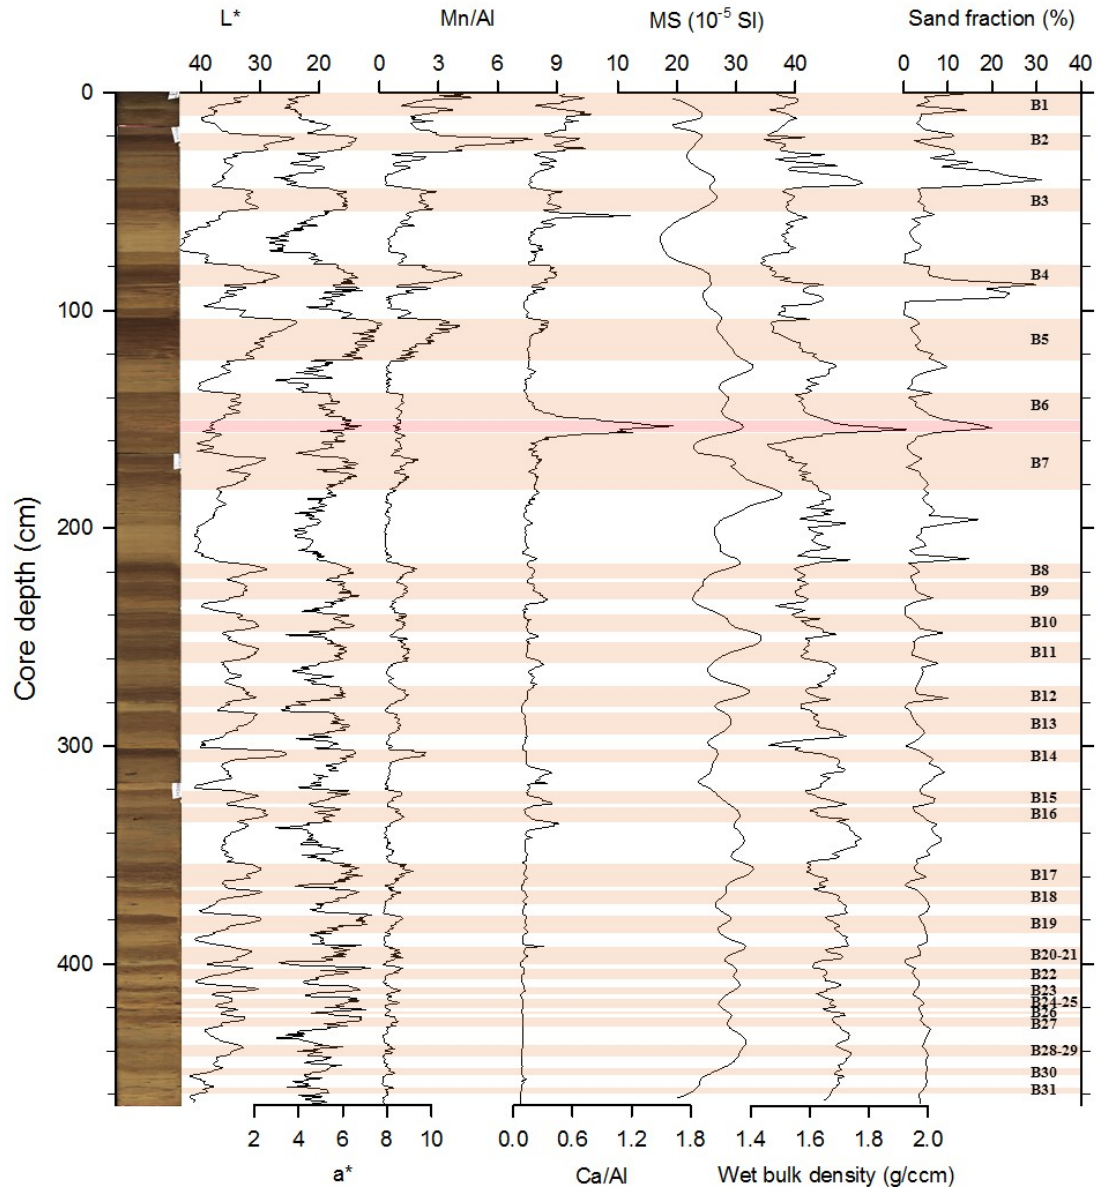 L* Mn/Al MS (10⁻⁵ SI) Sand fraction (%)
40 30 20 0 3 6 9 10 20 30 40 0 10 20 30 40
0
100
200
300
400
Core depth (cm)
B1
B2
B3
B4
B5
B6
B7
B8
B9
B10
B11
B12
B13
B14
B15
B16
B17
B18
B19
B20-21
B22
B23
B24-25
B26
B27
B28-29
B30
B31
2 4 6 8 10 0.0 0.6 1.2 1.8 1.4 1.6 1.8 2.0
a* Ca/Al Wet bulk density (g/ccm)